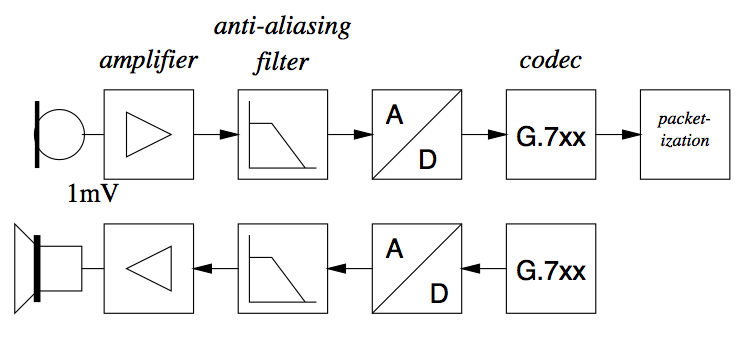 anti-aliasing
amplifier filter codec
A
D
G.7xx
packet-
ization
1mV
A
D
G.7xx